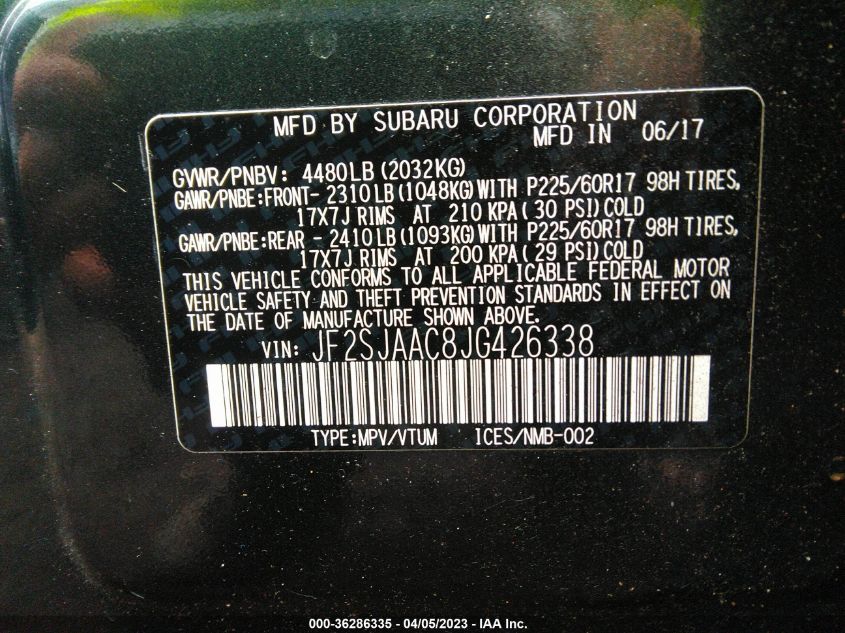 MFD BY SUBARU CORPORATION
MFD IN 06/17
GVWR/PNBV: 4480LB (2032KG)
GAWR/PNBE:FRONT- 2310LB(1048KG)WITH P225/60R17 98H TIRES,
17X7J RIMS AT 210 KPA( 30 PSI)COLD
GAWR/PNBE:REAR - 2410LB(1093KG)WITH P225/60R17 98H TIRES,
17X7J RIMS AT 200 KPA( 29 PSI)COLD
THIS VEHICLE CONFORMS TO ALL APPLICABLE FEDERAL MOTOR
VEHICLE SAFETY AND THEFT PREVENTION STANDARDS IN EFFECT ON
THE DATE OF MANUFACTURE SHOWN ABOVE.
VIN: JF2SJAAC8JG426338
TYPE:MPV/VTUM ICES/NMB-002
000-36286335 - 04/05/2023 - IAA Inc.